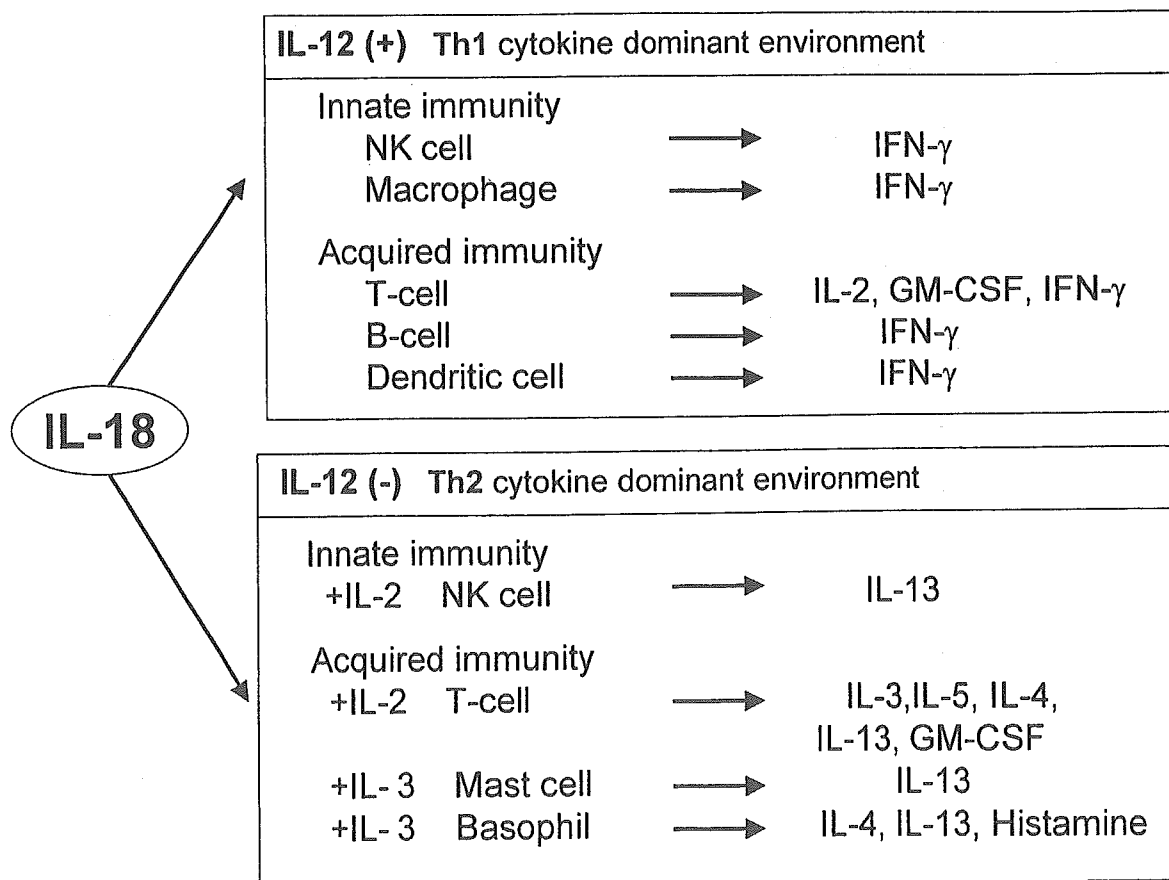 IL-12 (+) Th1 cytokine dominant environment
Innate immunity
NK cell IFN-γ
Macrophage IFN-γ
Acquired immunity
T-cell IL-2, GM-CSF, IFN-γ
B-cell IFN-γ
Dendritic cell IFN-γ
IL-18
IL-12 (-) Th2 cytokine dominant environment
Innate immunity
+IL-2 NK cell IL-13
Acquired immunity
+IL-2 T-cell IL-3,IL-5, IL-4,
IL-13, GM-CSF
+IL- 3 Mast cell IL-13
+IL- 3 Basophil IL-4, IL-13, Histamine